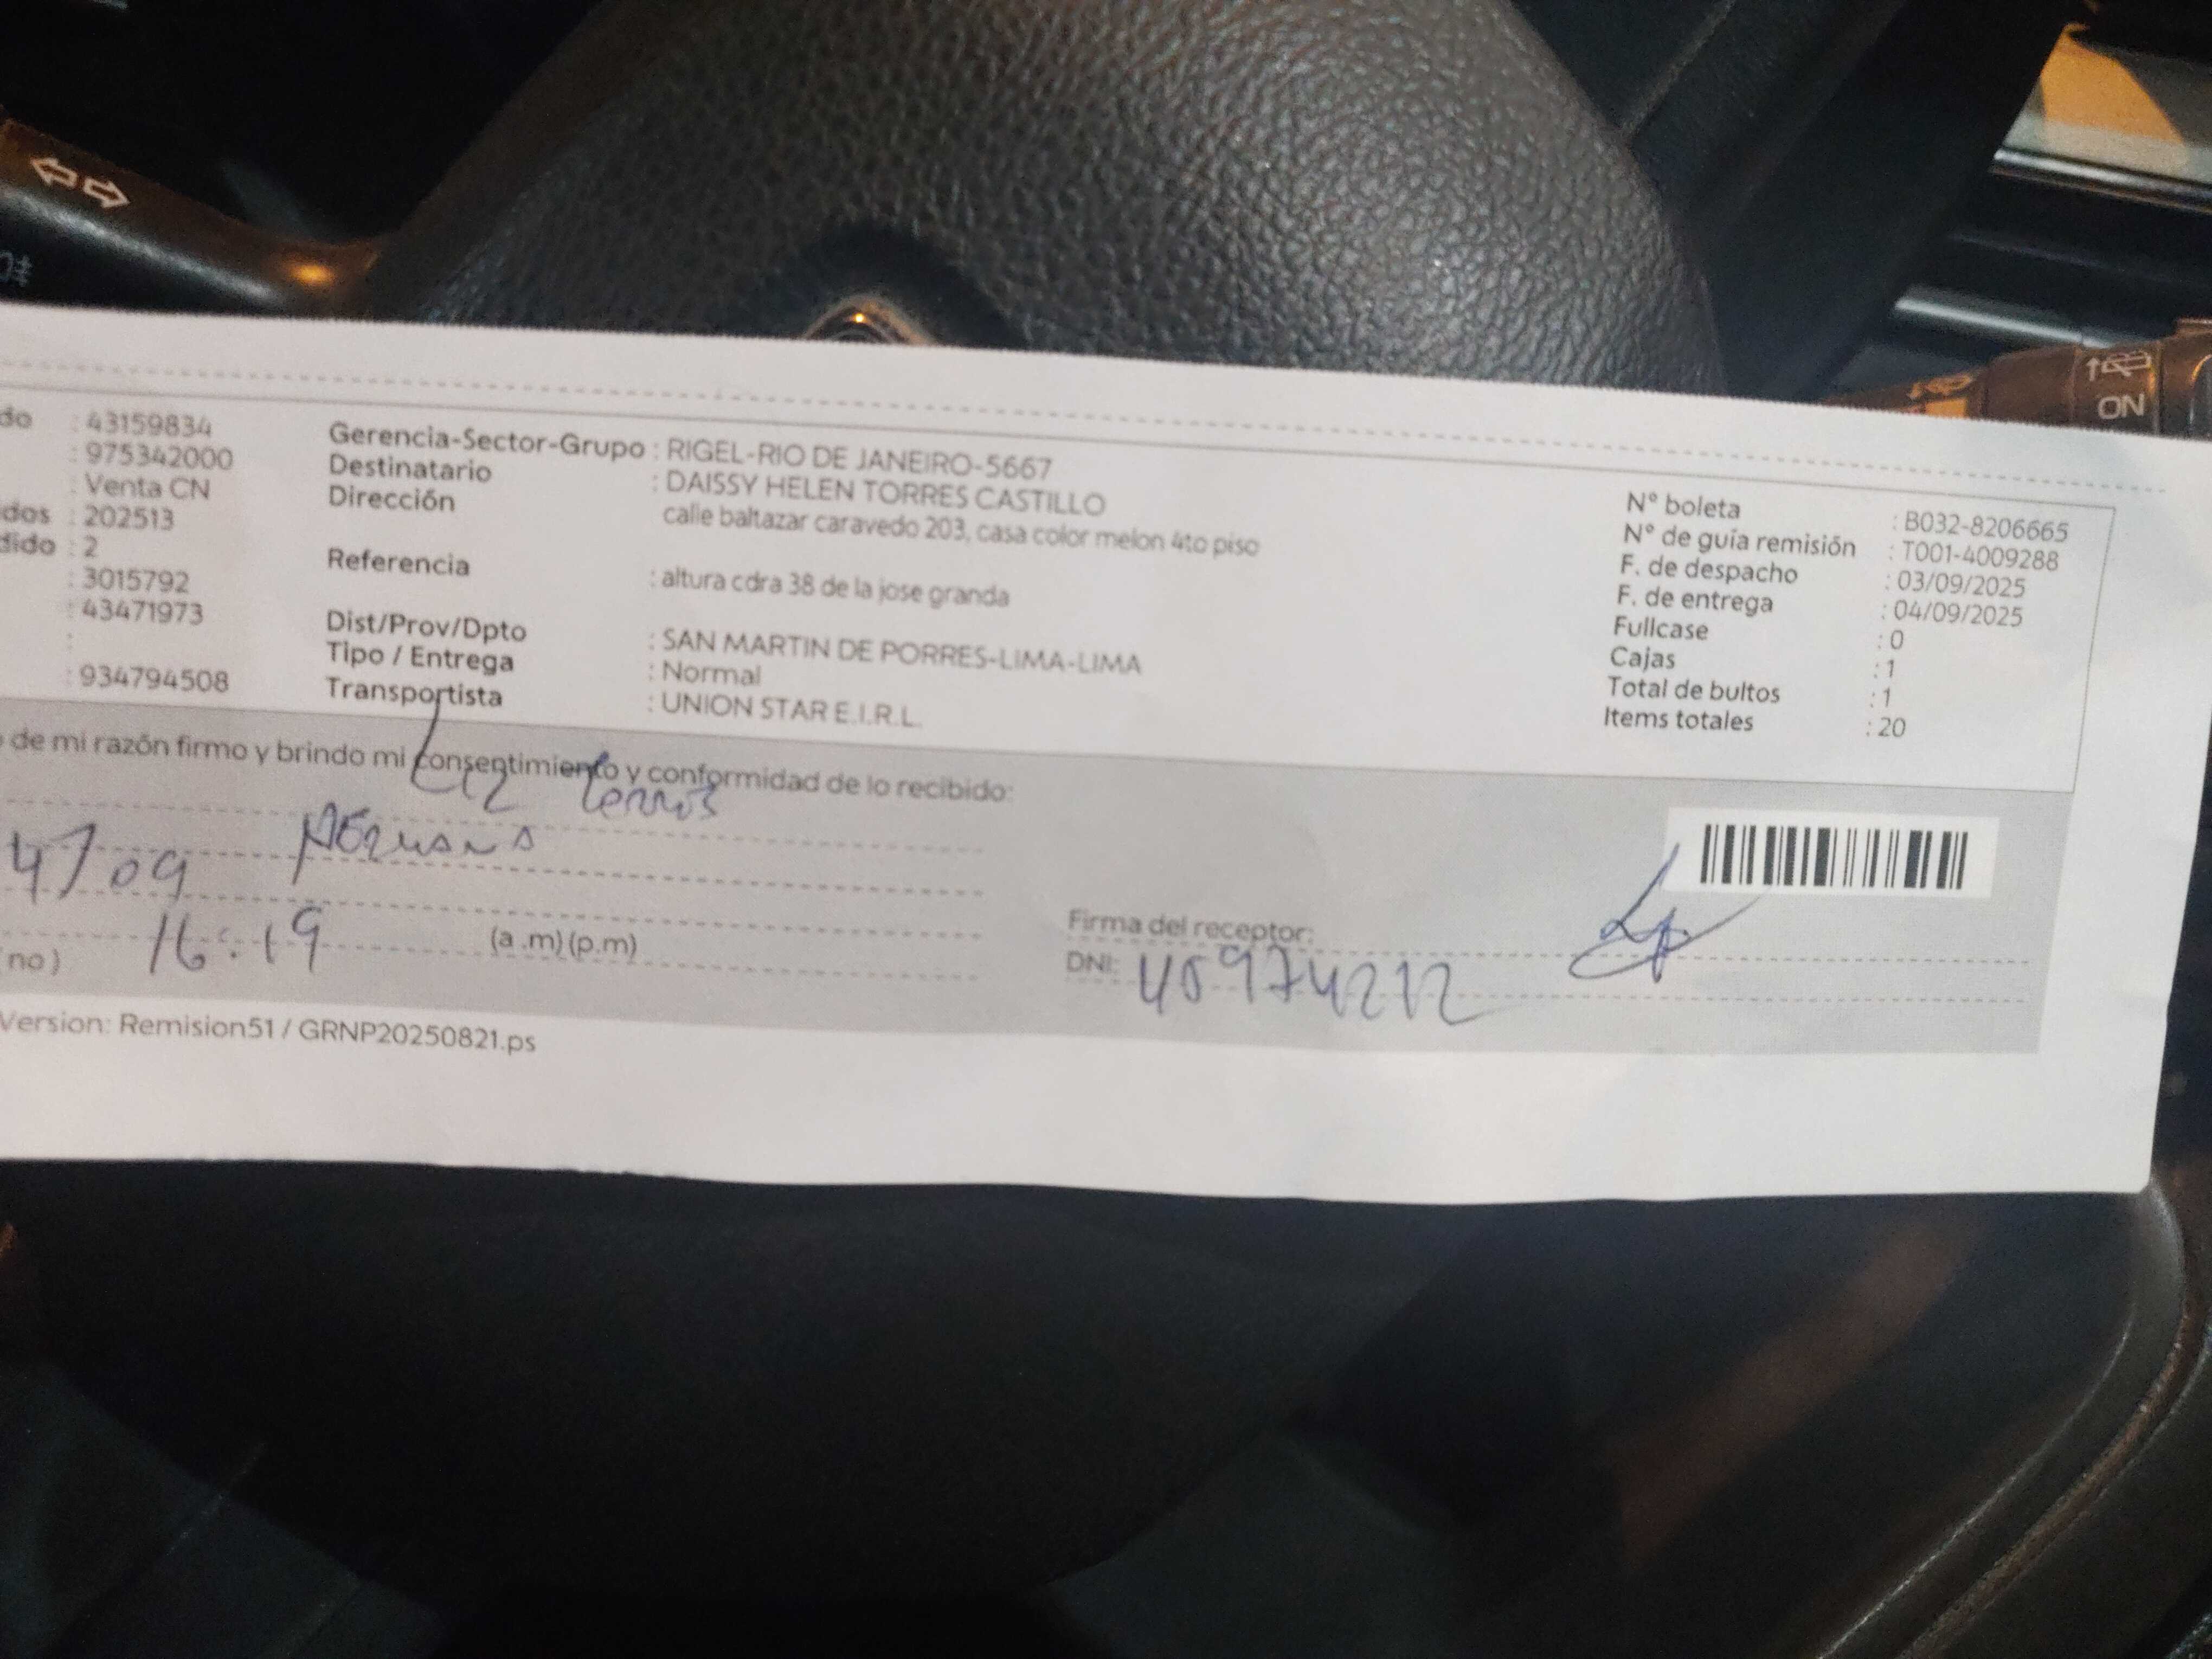 do : 43159834
: 975342000
: Venta CN
dos : 202513
dido : 2
: 3015792
: 43471973
:
: 934794508
Gerencia-Sector-Grupo : RIGEL-RIO DE JANEIRO-5667
Destinatario : DAISSY HELEN TORRES CASTILLO
Dirección calle baltazar caravedo 203, casa color melon 4to piso
Referencia : altura cdra 38 de la jose granda
Dist/Prov/Dpto : SAN MARTIN DE PORRES-LIMA-LIMA
Tipo / Entrega : Normal
Transportista : UNION STAR E.I.R.L.
N° boleta : B032-8206665
N° de guía remisión : T001-4009288
F. de despacho : 03/09/2025
F. de entrega : 04/09/2025
Fullcase : 0
Cajas : 1
Total de bultos : 1
Items totales : 20
de mi razón firmo y brindo mi consentimiento y conformidad de lo recibido:
4/09
16:19 (a .m) (p.m)
no)
Firma del receptor:
DNI: 45974212
Version: Remision51 / GRNP20250821.ps
ON